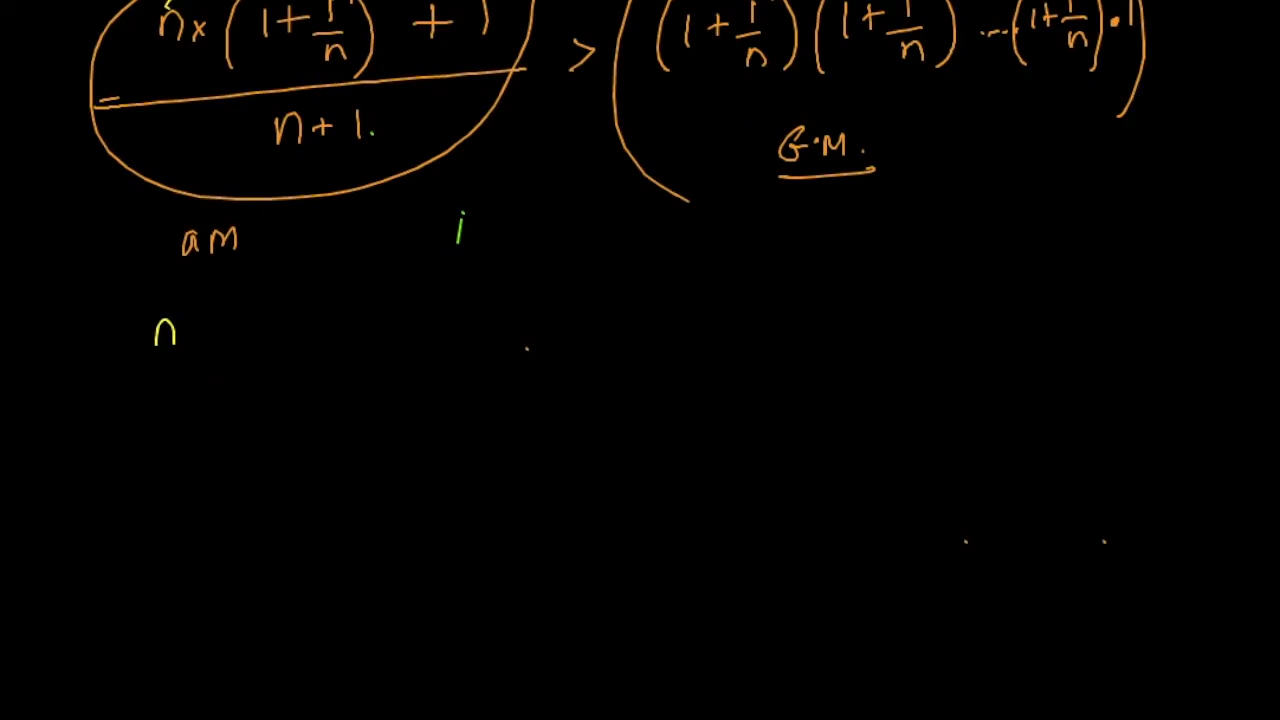 n × (1 + 1/n) + 1 > ((1 + 1/n)(1 + 1/n) ....(1 + 1/n) • 1)
=
n + 1.
G.M.
am
i
n